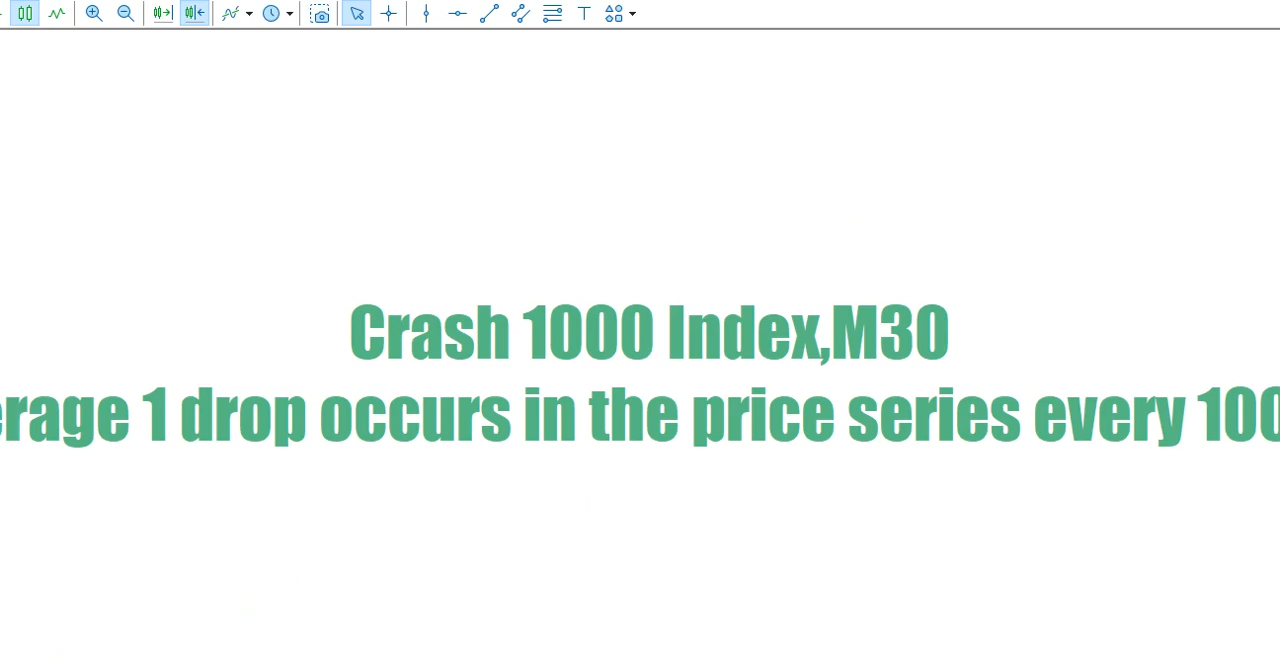 Crash 1000 Index,M30
erage 1 drop occurs in the price series every 100